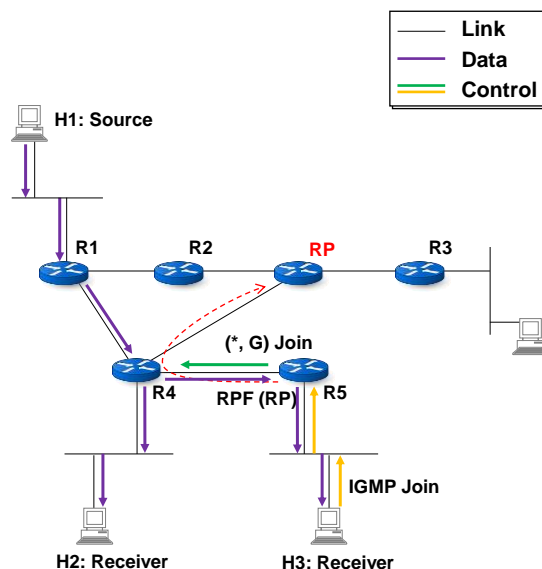 Link
Data
Control
H1: Source
R1
R2
RP
R3
(*, G) Join
R4
RPF (RP)
R5
IGMP Join
H2: Receiver
H3: Receiver